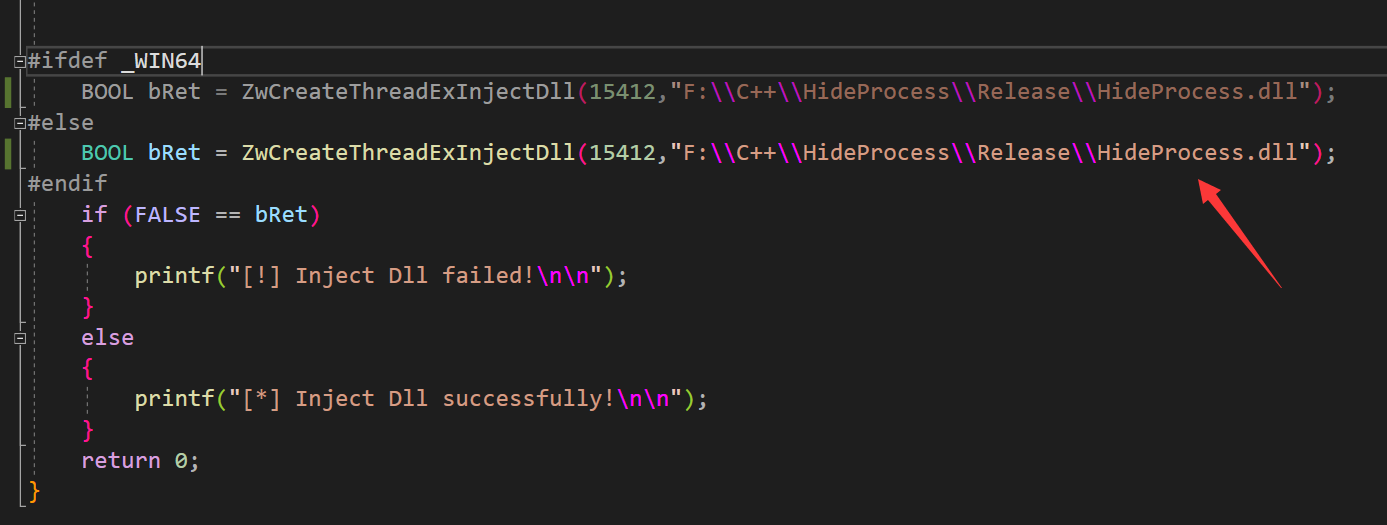 #ifdef _WIN64
BOOL bRet = ZwCreateThreadExInjectDll(15412,"F:\\C++\\HideProcess\\Release\\HideProcess.dll");
#else
BOOL bRet = ZwCreateThreadExInjectDll(15412,"F:\\C++\\HideProcess\\Release\\HideProcess.dll");
#endif
if (FALSE == bRet)
{
printf("[!] Inject Dll failed!\n\n");
}
else
{
printf("[*] Inject Dll successfully!\n\n");
}
return 0;
}